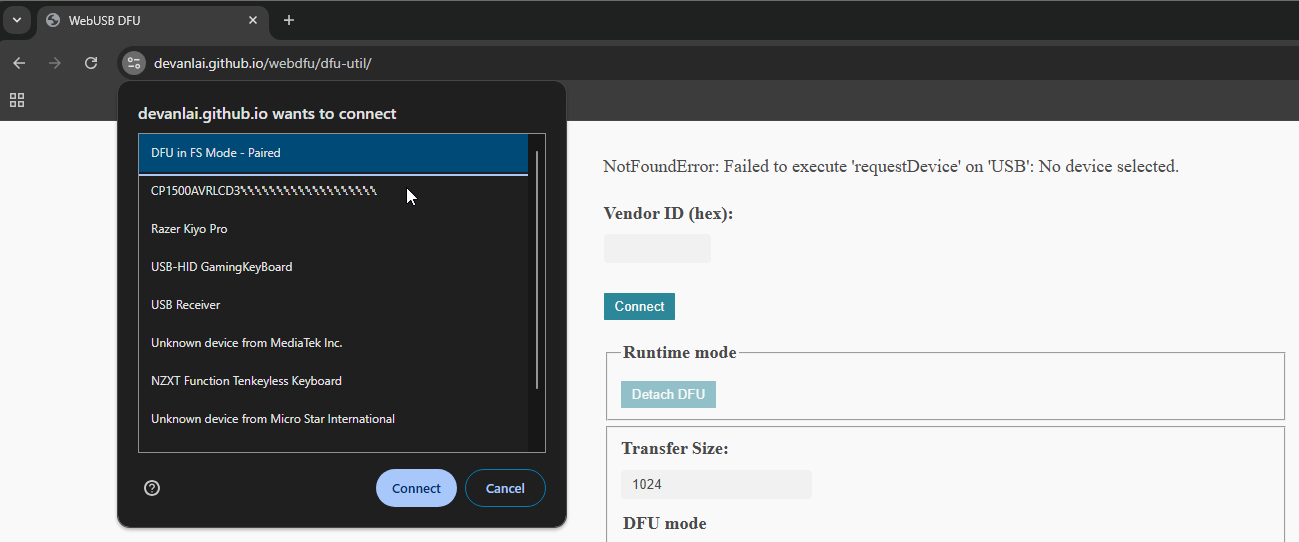 WebUSB DFU
devanlai.github.io/webdfu/dfu-util/
devanlai.github.io wants to connect
DFU in FS Mode - Paired
CP1500AVRLCD3%%%%%%%%%%%%%%%%%%%
Razer Kiyo Pro
USB-HID GamingKeyBoard
USB Receiver
Unknown device from MediaTek Inc.
NZXT Function Tenkeyless Keyboard
Unknown device from Micro Star International
Connect Cancel
NotFoundError: Failed to execute 'requestDevice' on 'USB': No device selected.
Vendor ID (hex):
Connect
Runtime mode
Detach DFU
Transfer Size:
1024
DFU mode